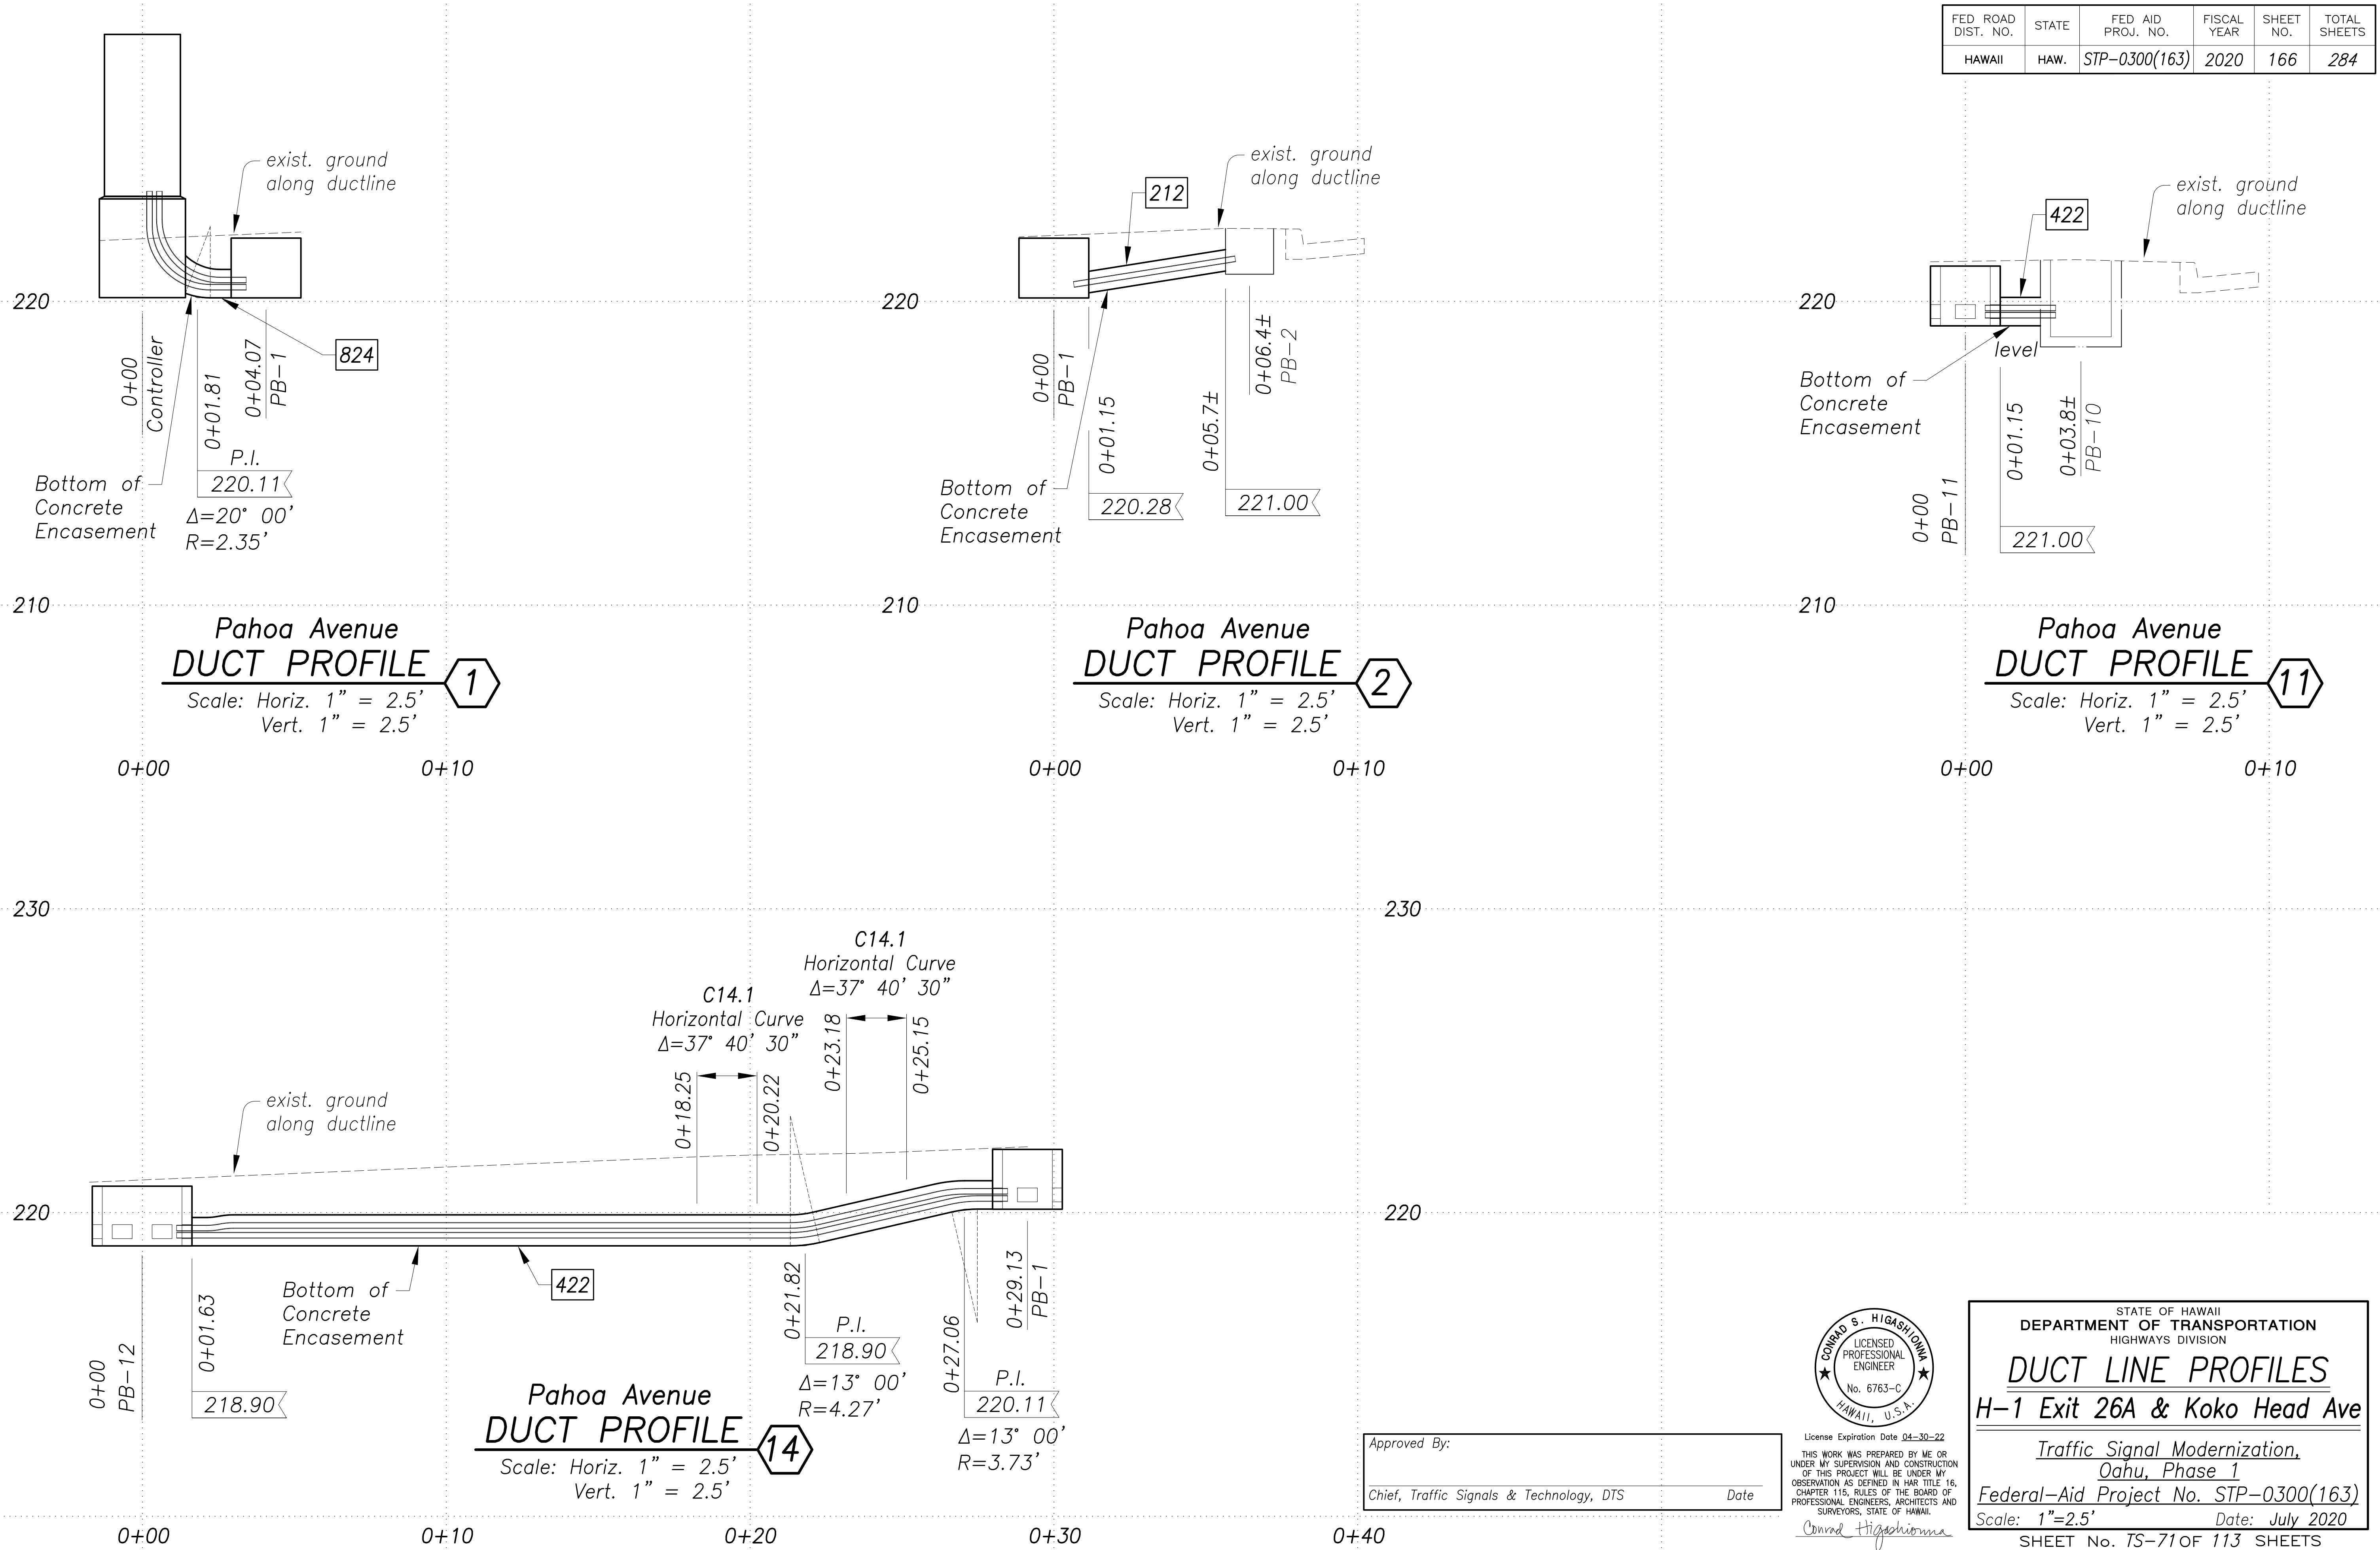 FED ROAD DIST. NO. STATE FED AID PROJ. NO. FISCAL YEAR SHEET NO. TOTAL SHEETS
HAWAII HAW. STP-0300(163) 2020 166 284
exist. ground
along ductline
220
824
0+00
Controller
0+01.81
0+04.07
PB-1
P.I.
220.11
Δ=20° 00'
R=2.35'
Bottom of
Concrete
Encasement
210
Pahoa Avenue
DUCT PROFILE 1
Scale: Horiz. 1" = 2.5'
Vert. 1" = 2.5'
0+00 0+10
212
exist. ground
along ductline
220
0+00
PB-1
0+01.15
0+05.7±
0+06.4±
PB-2
Bottom of
Concrete
Encasement
220.28
221.00
210
Pahoa Avenue
DUCT PROFILE 2
Scale: Horiz. 1" = 2.5'
Vert. 1" = 2.5'
0+00 0+10
422
exist. ground
along ductline
220
level
Bottom of
Concrete
Encasement
0+00
PB-11
0+01.15
0+03.8±
PB-10
221.00
210
Pahoa Avenue
DUCT PROFILE 11
Scale: Horiz. 1" = 2.5'
Vert. 1" = 2.5'
0+00 0+10
230 230
C14.1
Horizontal Curve
Δ=37° 40' 30"
C14.1
Horizontal Curve
Δ=37° 40' 30"
0+18.25
0+20.22
0+23.18
0+25.15
exist. ground
along ductline
220 220
Bottom of
Concrete
Encasement
422
0+00
PB-12
0+01.63
218.90
0+21.82
P.I.
218.90
Δ=13° 00'
R=4.27'
0+27.06
0+29.13
PB-1
P.I.
220.11
Δ=13° 00'
R=3.73'
Pahoa Avenue
DUCT PROFILE 14
Scale: Horiz. 1" = 2.5'
Vert. 1" = 2.5'
0+00 0+10 0+20 0+30 0+40
Approved By:
Chief, Traffic Signals & Technology, DTS Date
CONRAD S. HIGASHIONNA
LICENSED
PROFESSIONAL
ENGINEER
No. 6763-C
HAWAII, U.S.A.
License Expiration Date 04-30-22
THIS WORK WAS PREPARED BY ME OR
UNDER MY SUPERVISION AND CONSTRUCTION
OF THIS PROJECT WILL BE UNDER MY
OBSERVATION AS DEFINED IN HAR TITLE 16,
CHAPTER 115, RULES OF THE BOARD OF
PROFESSIONAL ENGINEERS, ARCHITECTS AND
SURVEYORS, STATE OF HAWAII.
Conrad Higashionna
STATE OF HAWAII
DEPARTMENT OF TRANSPORTATION
HIGHWAYS DIVISION
DUCT LINE PROFILES
H-1 Exit 26A & Koko Head Ave
Traffic Signal Modernization,
Oahu, Phase 1
Federal-Aid Project No. STP-0300(163)
Scale: 1"=2.5' Date: July 2020
SHEET No. TS-71 OF 113 SHEETS